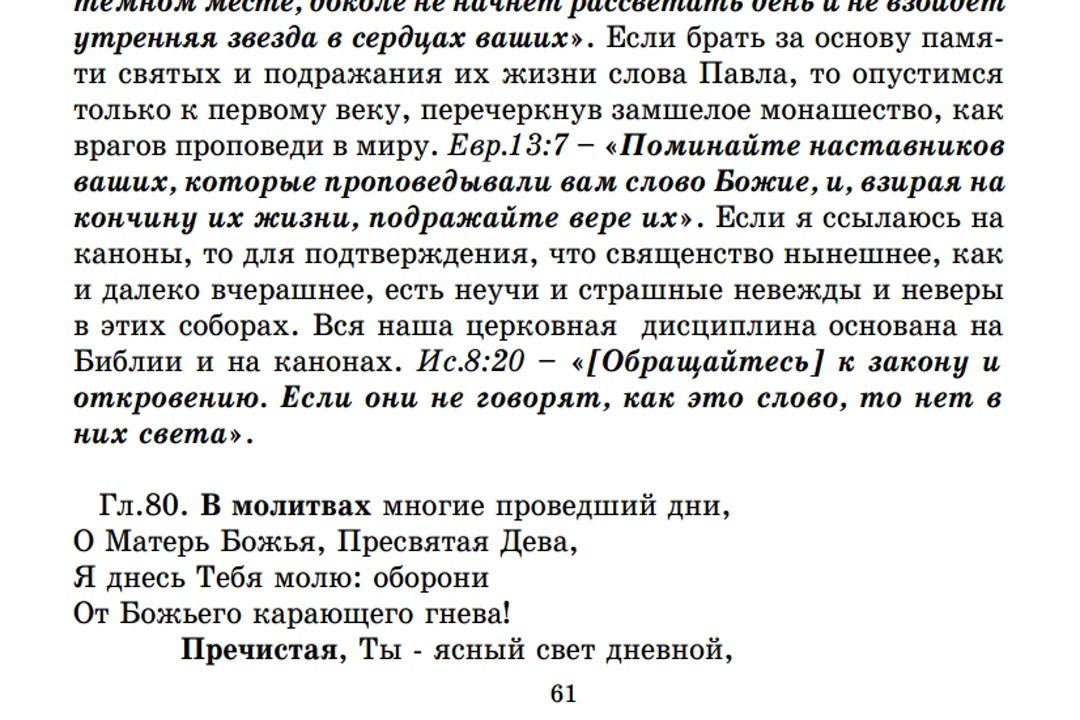 темном месте, доколе не начнет рассветать день и не взойдет
утренняя звезда в сердцах ваших». Если брать за основу памя-
ти святых и подражания их жизни слова Павла, то опустимся
только к первому веку, перечеркнув замшелое монашество, как
врагов проповеди в миру. Евр.13:7 – «Поминайте наставников
ваших, которые проповедывали вам слово Божие, и, взирая на
кончину их жизни, подражайте вере их». Если я ссылаюсь на
каноны, то для подтверждения, что священство нынешнее, как
и далеко вчерашнее, есть неучи и страшные невежды и неверы
в этих соборах. Вся наша церковная дисциплина основана на
Библии и на канонах. Ис.8:20 – «[Обращайтесь] к закону и
откровению. Если они не говорят, как это слово, то нет в
них света».
Гл.80. В молитвах многие проведший дни,
О Матерь Божья, Пресвятая Дева,
Я днесь Тебя молю: оборони
От Божьего карающего гнева!
Пречистая, Ты - ясный свет дневной,
61